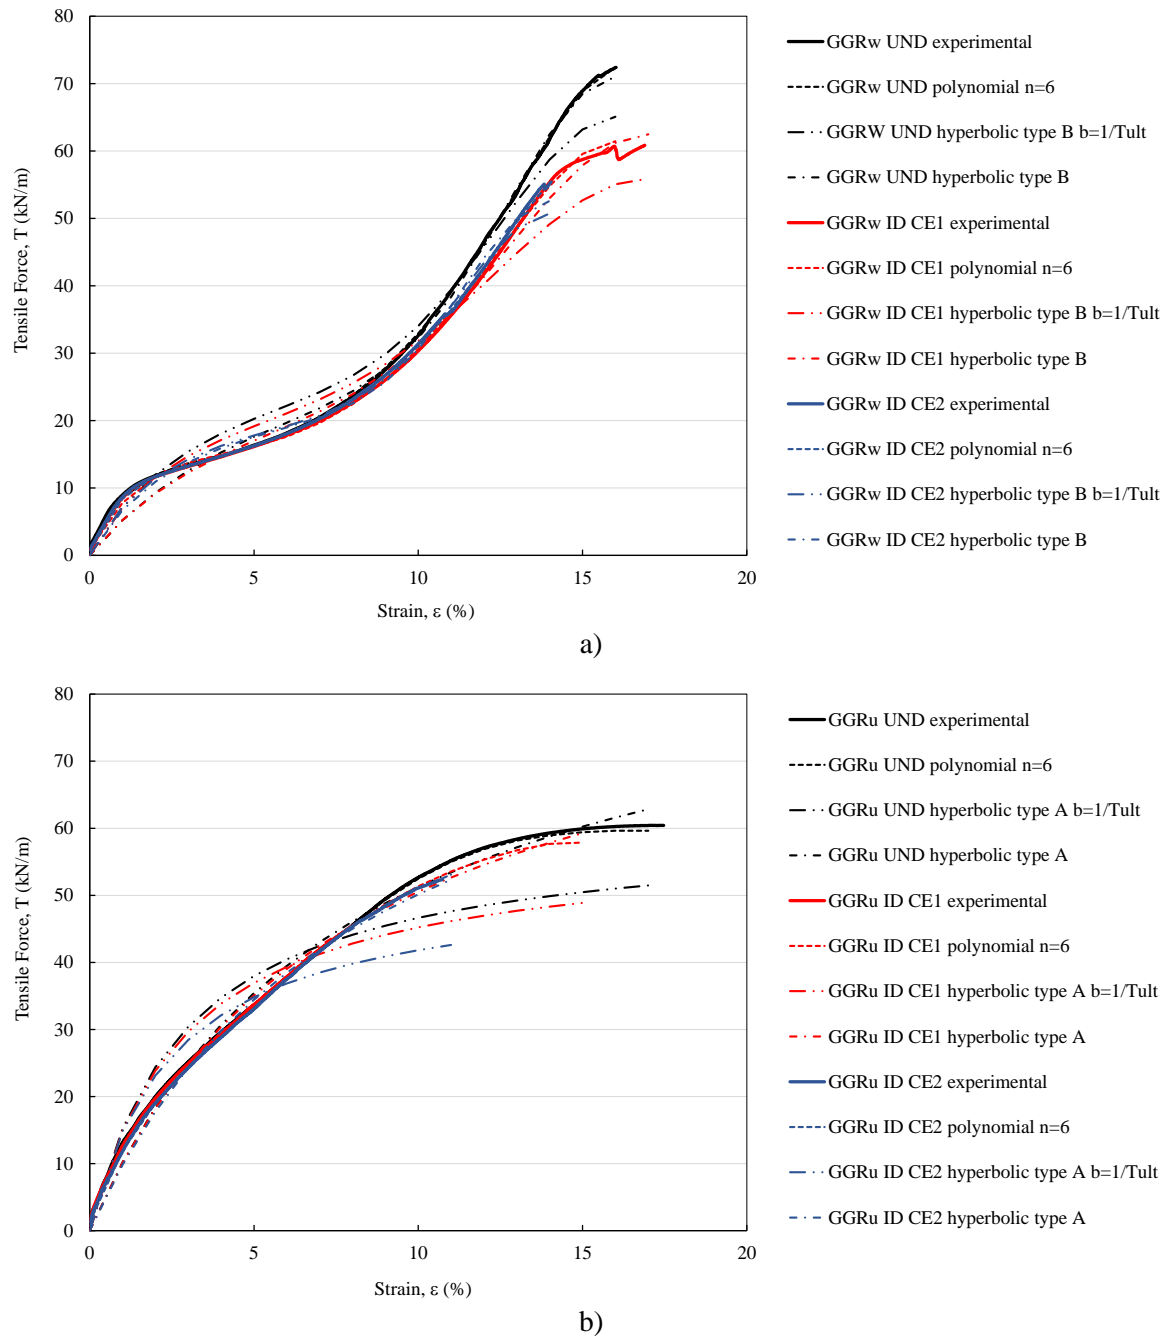 80
70
60
50
40
30
20
10
0
Tensile Force, T (kN/m)
0 5 10 15 20
Strain, ε (%)
GGRw UND experimental
GGRw UND polynomial n=6
GGRW UND hyperbolic type B b=1/Tult
GGRw UND hyperbolic type B
GGRw ID CE1 experimental
GGRw ID CE1 polynomial n=6
GGRw ID CE1 hyperbolic type B b=1/Tult
GGRw ID CE1 hyperbolic type B
GGRw ID CE2 experimental
GGRw ID CE2 polynomial n=6
GGRw ID CE2 hyperbolic type B b=1/Tult
GGRw ID CE2 hyperbolic type B
a)
80
70
60
50
40
30
20
10
0
Tensile Force, T (kN/m)
0 5 10 15 20
Strain, ε (%)
GGRu UND experimental
GGRu UND polynomial n=6
GGRu UND hyperbolic type A b=1/Tult
GGRu UND hyperbolic type A
GGRu ID CE1 experimental
GGRu ID CE1 polynomial n=6
GGRu ID CE1 hyperbolic type A b=1/Tult
GGRu ID CE1 hyperbolic type A
GGRu ID CE2 experimental
GGRu ID CE2 polynomial n=6
GGRu ID CE2 hyperbolic type A b=1/Tult
GGRu ID CE2 hyperbolic type A
b)